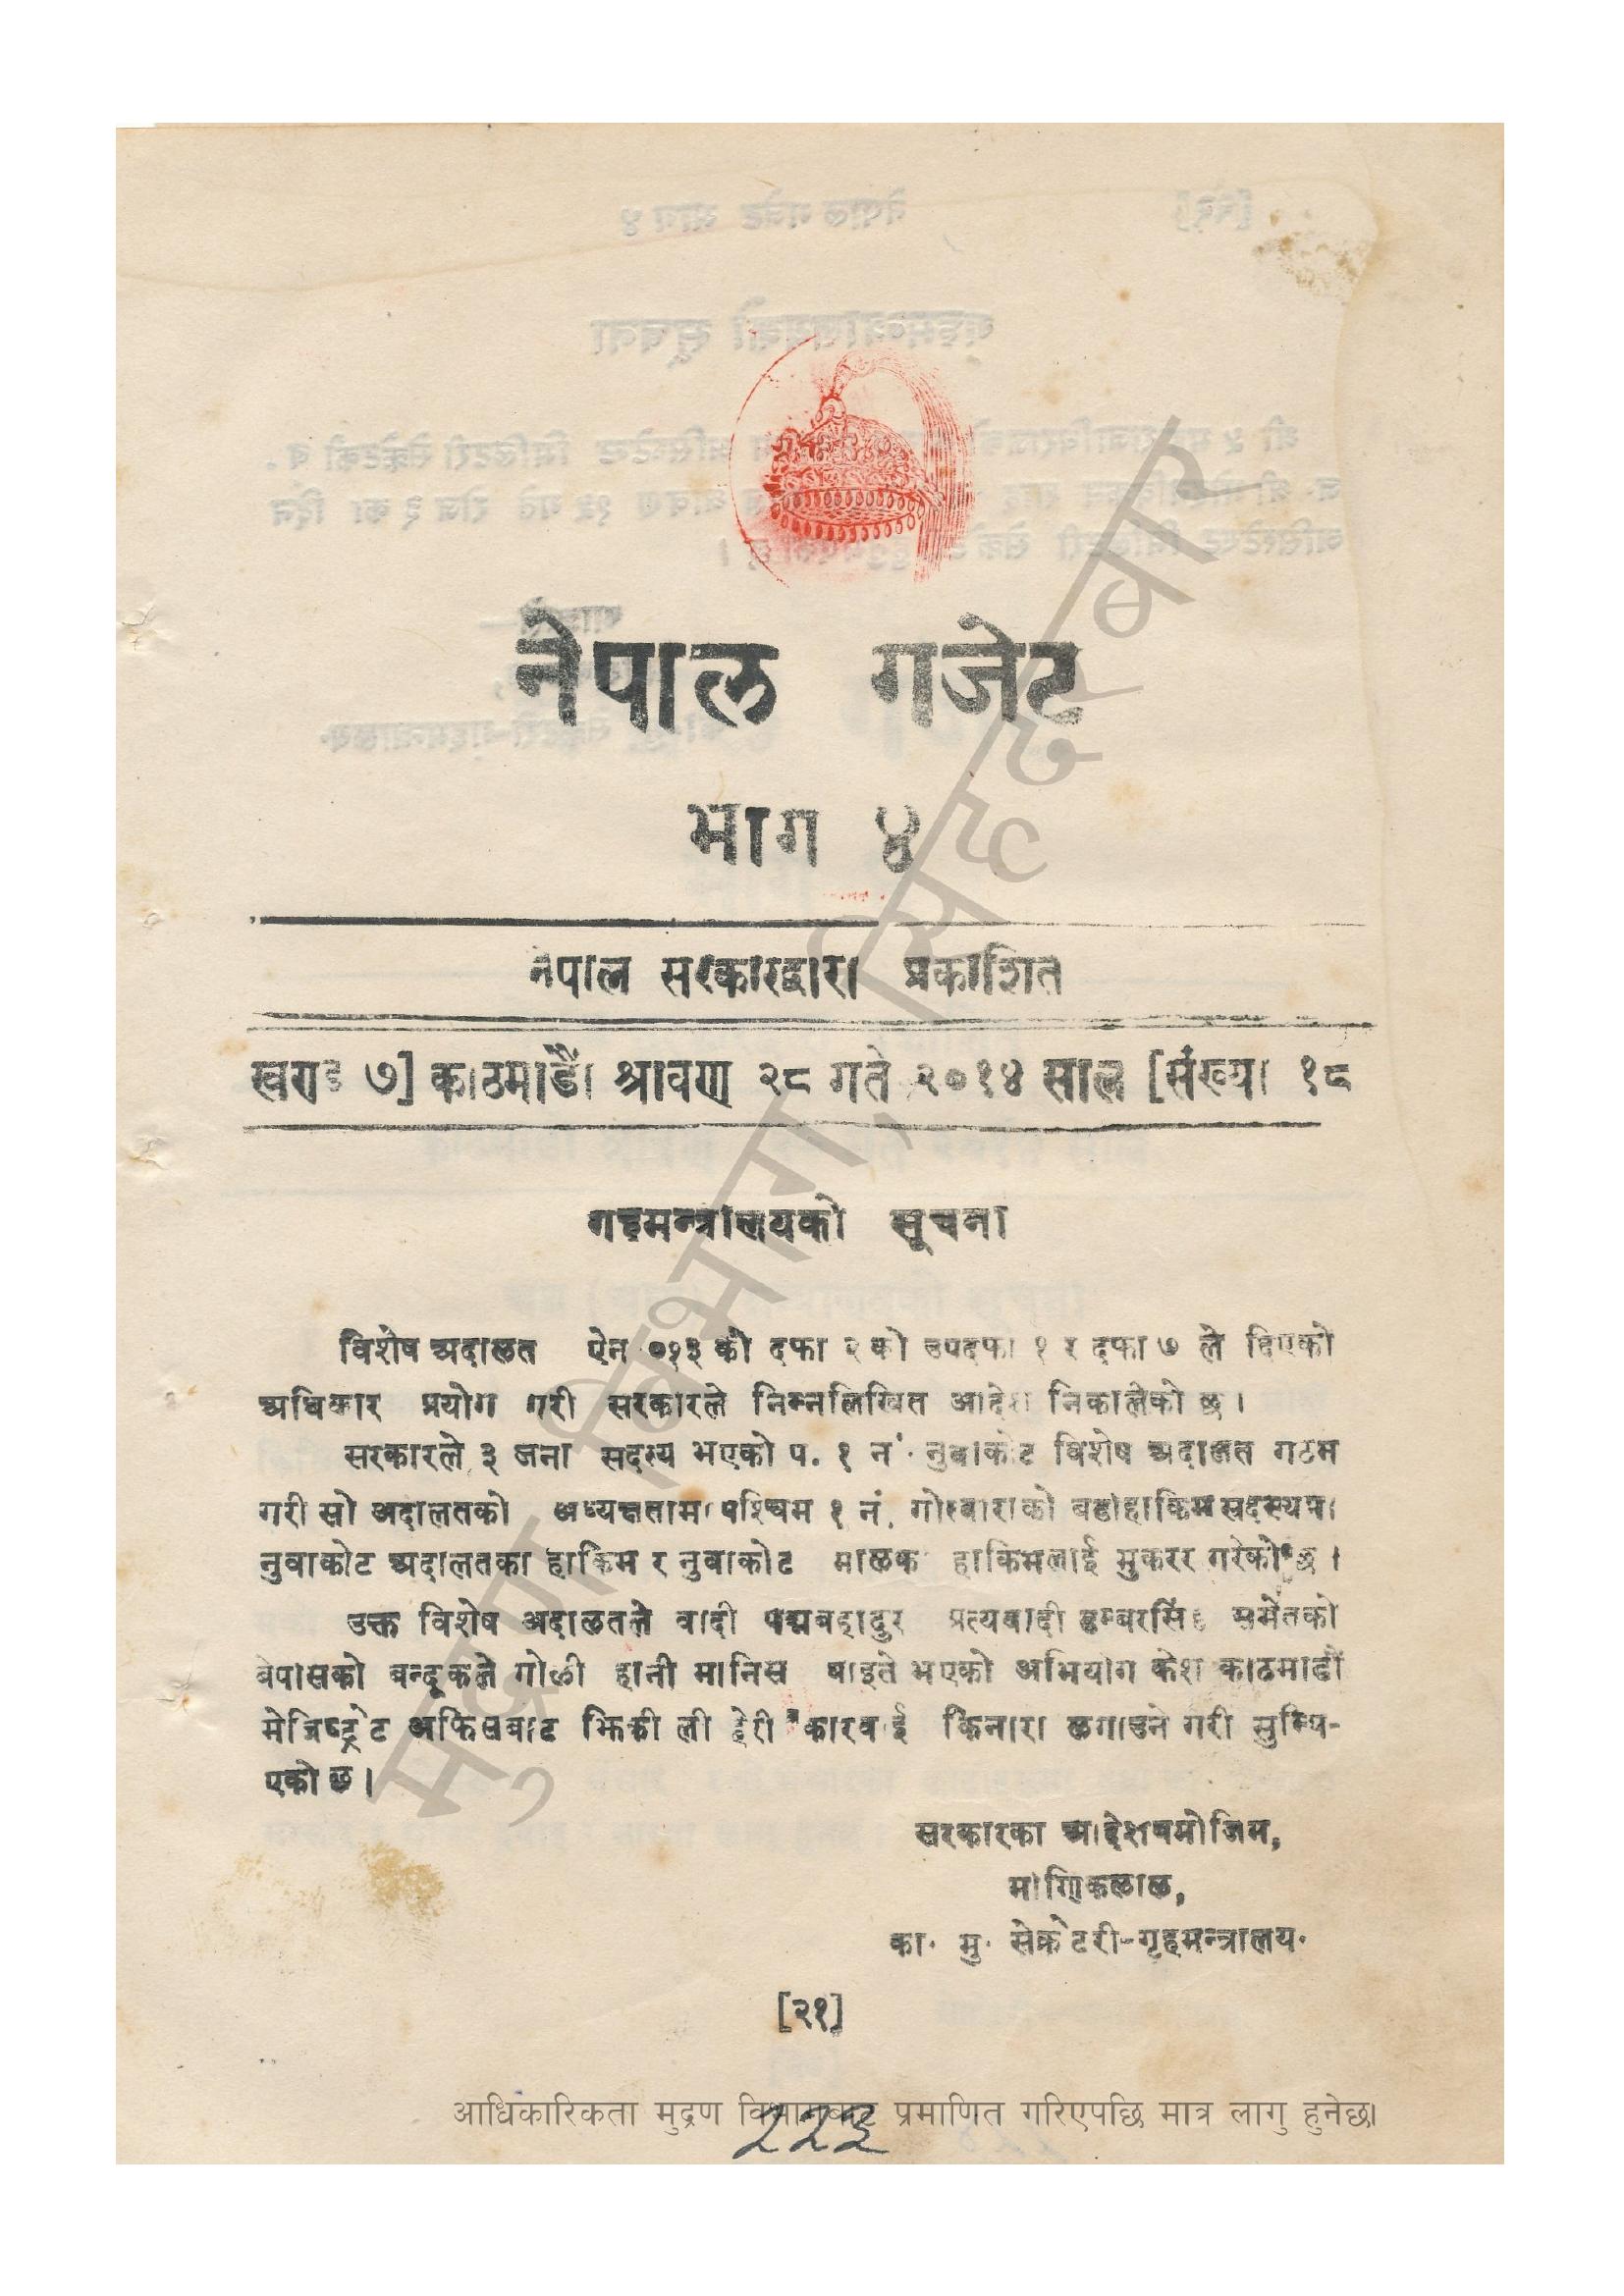 नेपाल गजेट
भाग ४
नेपाल सरकारद्वारा प्रकाशित
खण्ड ७] काठमाडौं श्रावण २८ गते २०१४ साल [संख्या १८
गृहमन्त्रालयको सूचना
विशेष अदालत ऐन ०१३ को दफा २ को उपदफा १ र दफा ७ ले दिएको
अधिकार प्रयोग गरी सरकारले निम्नलिखित आदेश निकालेको छ ।
सरकारले ३ जना सदस्य भएको प. १ नं. नुवाकोट विशेष अदालत गठन
गरी सो अदालतको अध्यक्षतामा पश्चिम १ नं. गोश्वाराको बडाहाकिम सदस्यमा
नुवाकोट अदालतका हाकिम र नुवाकोट मालका हाकिमलाई मुकरर गरेको छ ।
उक्त विशेष अदालतले वादी पद्मबहादुर प्रत्यवादी डम्बरसिंह समेतको
बेपासको बन्दूकले गोली हानी मानिस घाइते भएको अभियोग केश काठमाडौं
मेजिष्ट्रेट अफिसबाट झिकी ली हेरी कारवाई किनारा लगाउने गरी सुम्पि-
एको छ ।
सरकारका आदेशबमोजिम,
माणिकलाल,
का. मु. सेक्रेटरी-गृहमन्त्रालय.
[२१]
आधिकारिकता मुद्रण विभागबाट प्रमाणित गरिएपछि मात्र लागु हुनेछ।
मुद्रण विभाग, सिंहदरबार